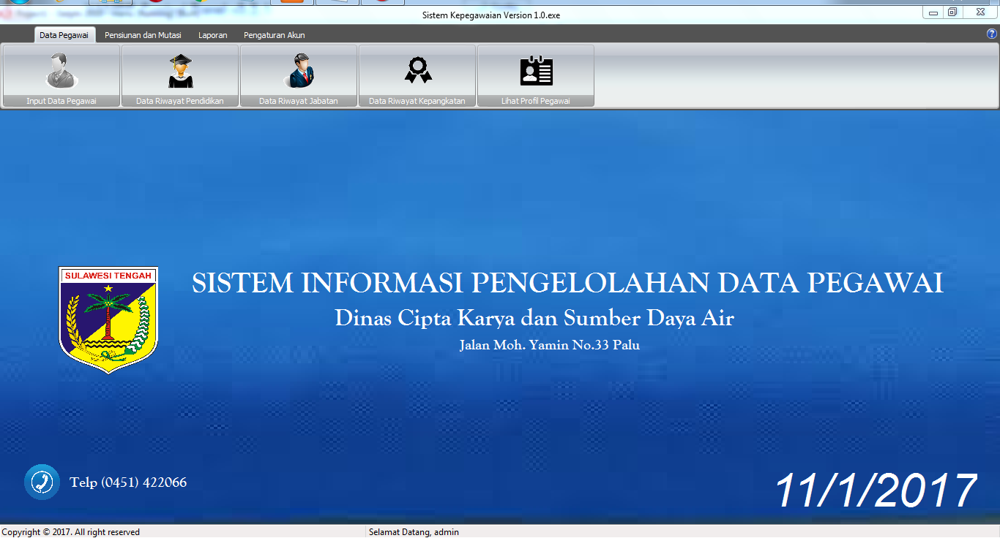 Sistem Kepegawaian Version 1.0.exe
Data Pegawai Pensiunan dan Mutasi Laporan Pengaturan Akun
Input Data Pegawai Data Riwayat Pendidikan Data Riwayat Jabatan Data Riwayat Kepangkatan Lihat Profil Pegawai
SULAWESI TENGAH
SISTEM INFORMASI PENGELOLAHAN DATA PEGAWAI
Dinas Cipta Karya dan Sumber Daya Air
Jalan Moh. Yamin No.33 Palu
Telp (0451) 422066
11/1/2017
Copyright © 2017. All right reserved Selamat Datang, admin